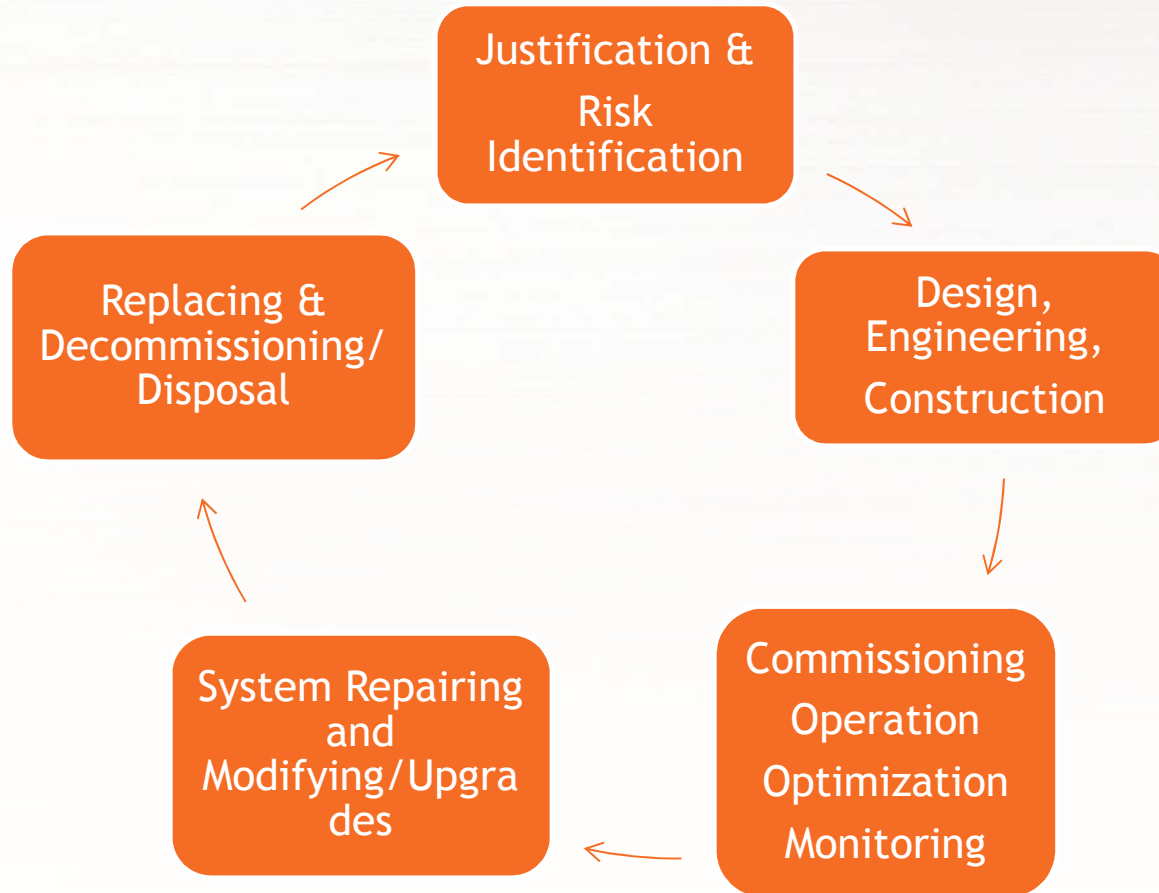 Justification &
Risk
Identification
Design,
Engineering,
Construction
Commissioning
Operation
Optimization
Monitoring
System Repairing
and
Modifying/Upgra
des
Replacing &
Decommissioning/
Disposal